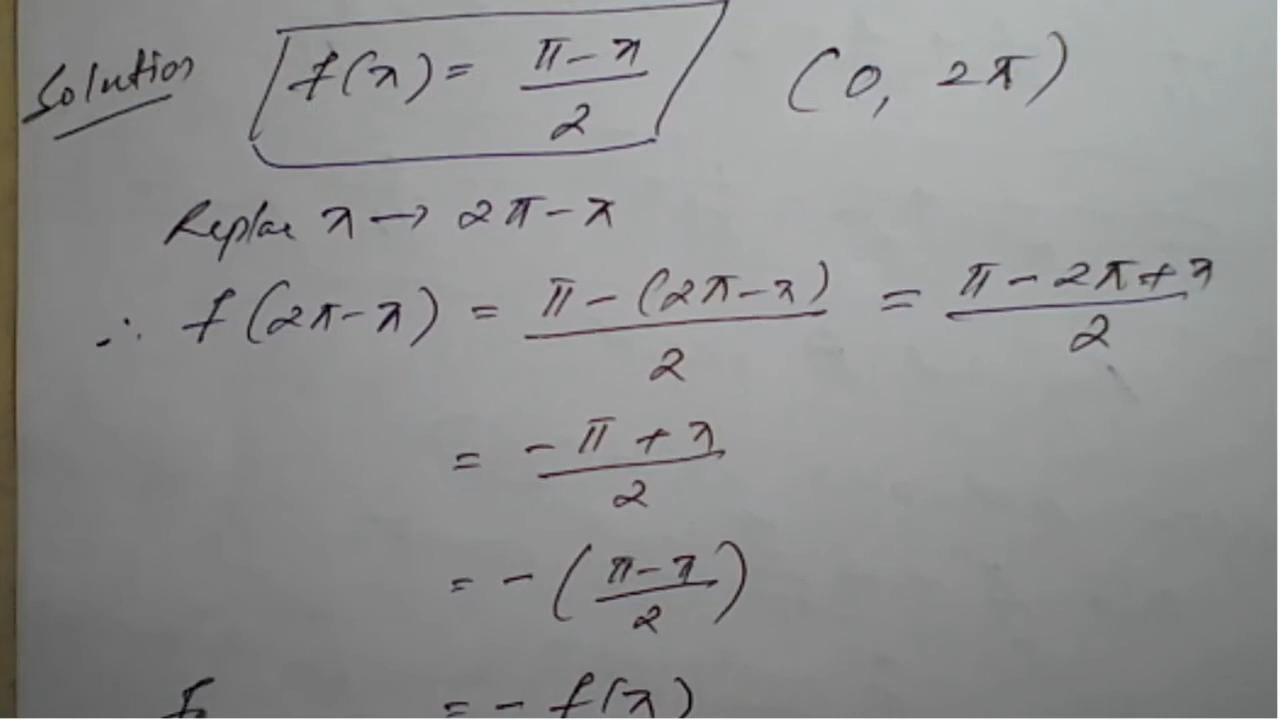 Solution f(x) = (π-x)/2 (0, 2π)
Replace x → 2π-x
∴ f(2π-x) = (π-(2π-x))/2 = (π-2π+x)/2
= (-π+x)/2
= -((π-x)/2)
= -f(x)